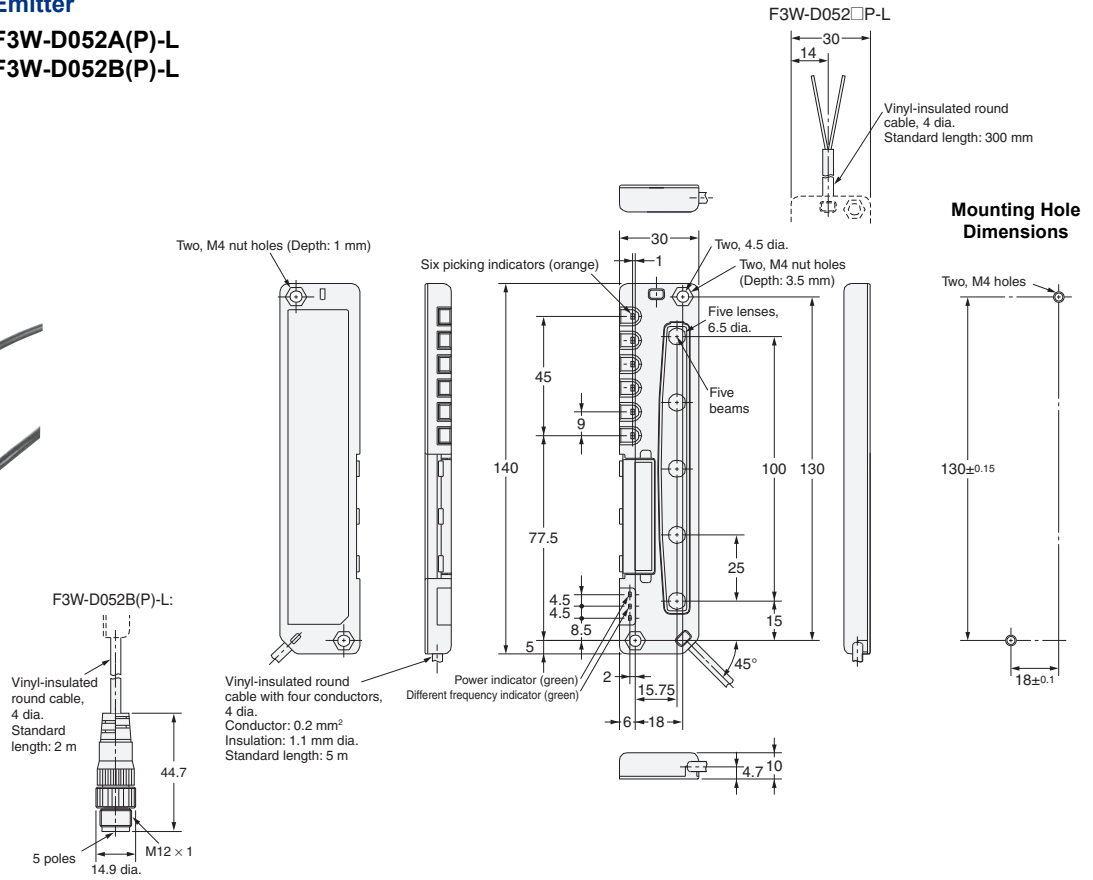 Emitter
F3W-D052A(P)-L
F3W-D052B(P)-L
F3W-D052□P-L
30
14
Vinyl-insulated round
cable, 4 dia.
Standard length: 300 mm
Mounting Hole
Dimensions
Two, M4 nut holes (Depth: 1 mm)
Six picking indicators (orange)
30
1
Two, 4.5 dia.
Two, M4 nut holes
(Depth: 3.5 mm)
Five lenses,
6.5 dia.
Five
beams
Two, M4 holes
45
9
140
77.5
100
130
130±0.15
25
15
4.5
4.5
8.5
5
45°
18±0.1
Power indicator (green)
Different frequency indicator (green)
2
15.75
6
18
4.7
10
F3W-D052B(P)-L:
Vinyl-insulated
round cable,
4 dia.
Standard
length: 2 m
44.7
5 poles
M12 × 1
14.9 dia.
Vinyl-insulated round
cable with four conductors,
4 dia.
Conductor: 0.2 mm²
Insulation: 1.1 mm dia.
Standard length: 5 m